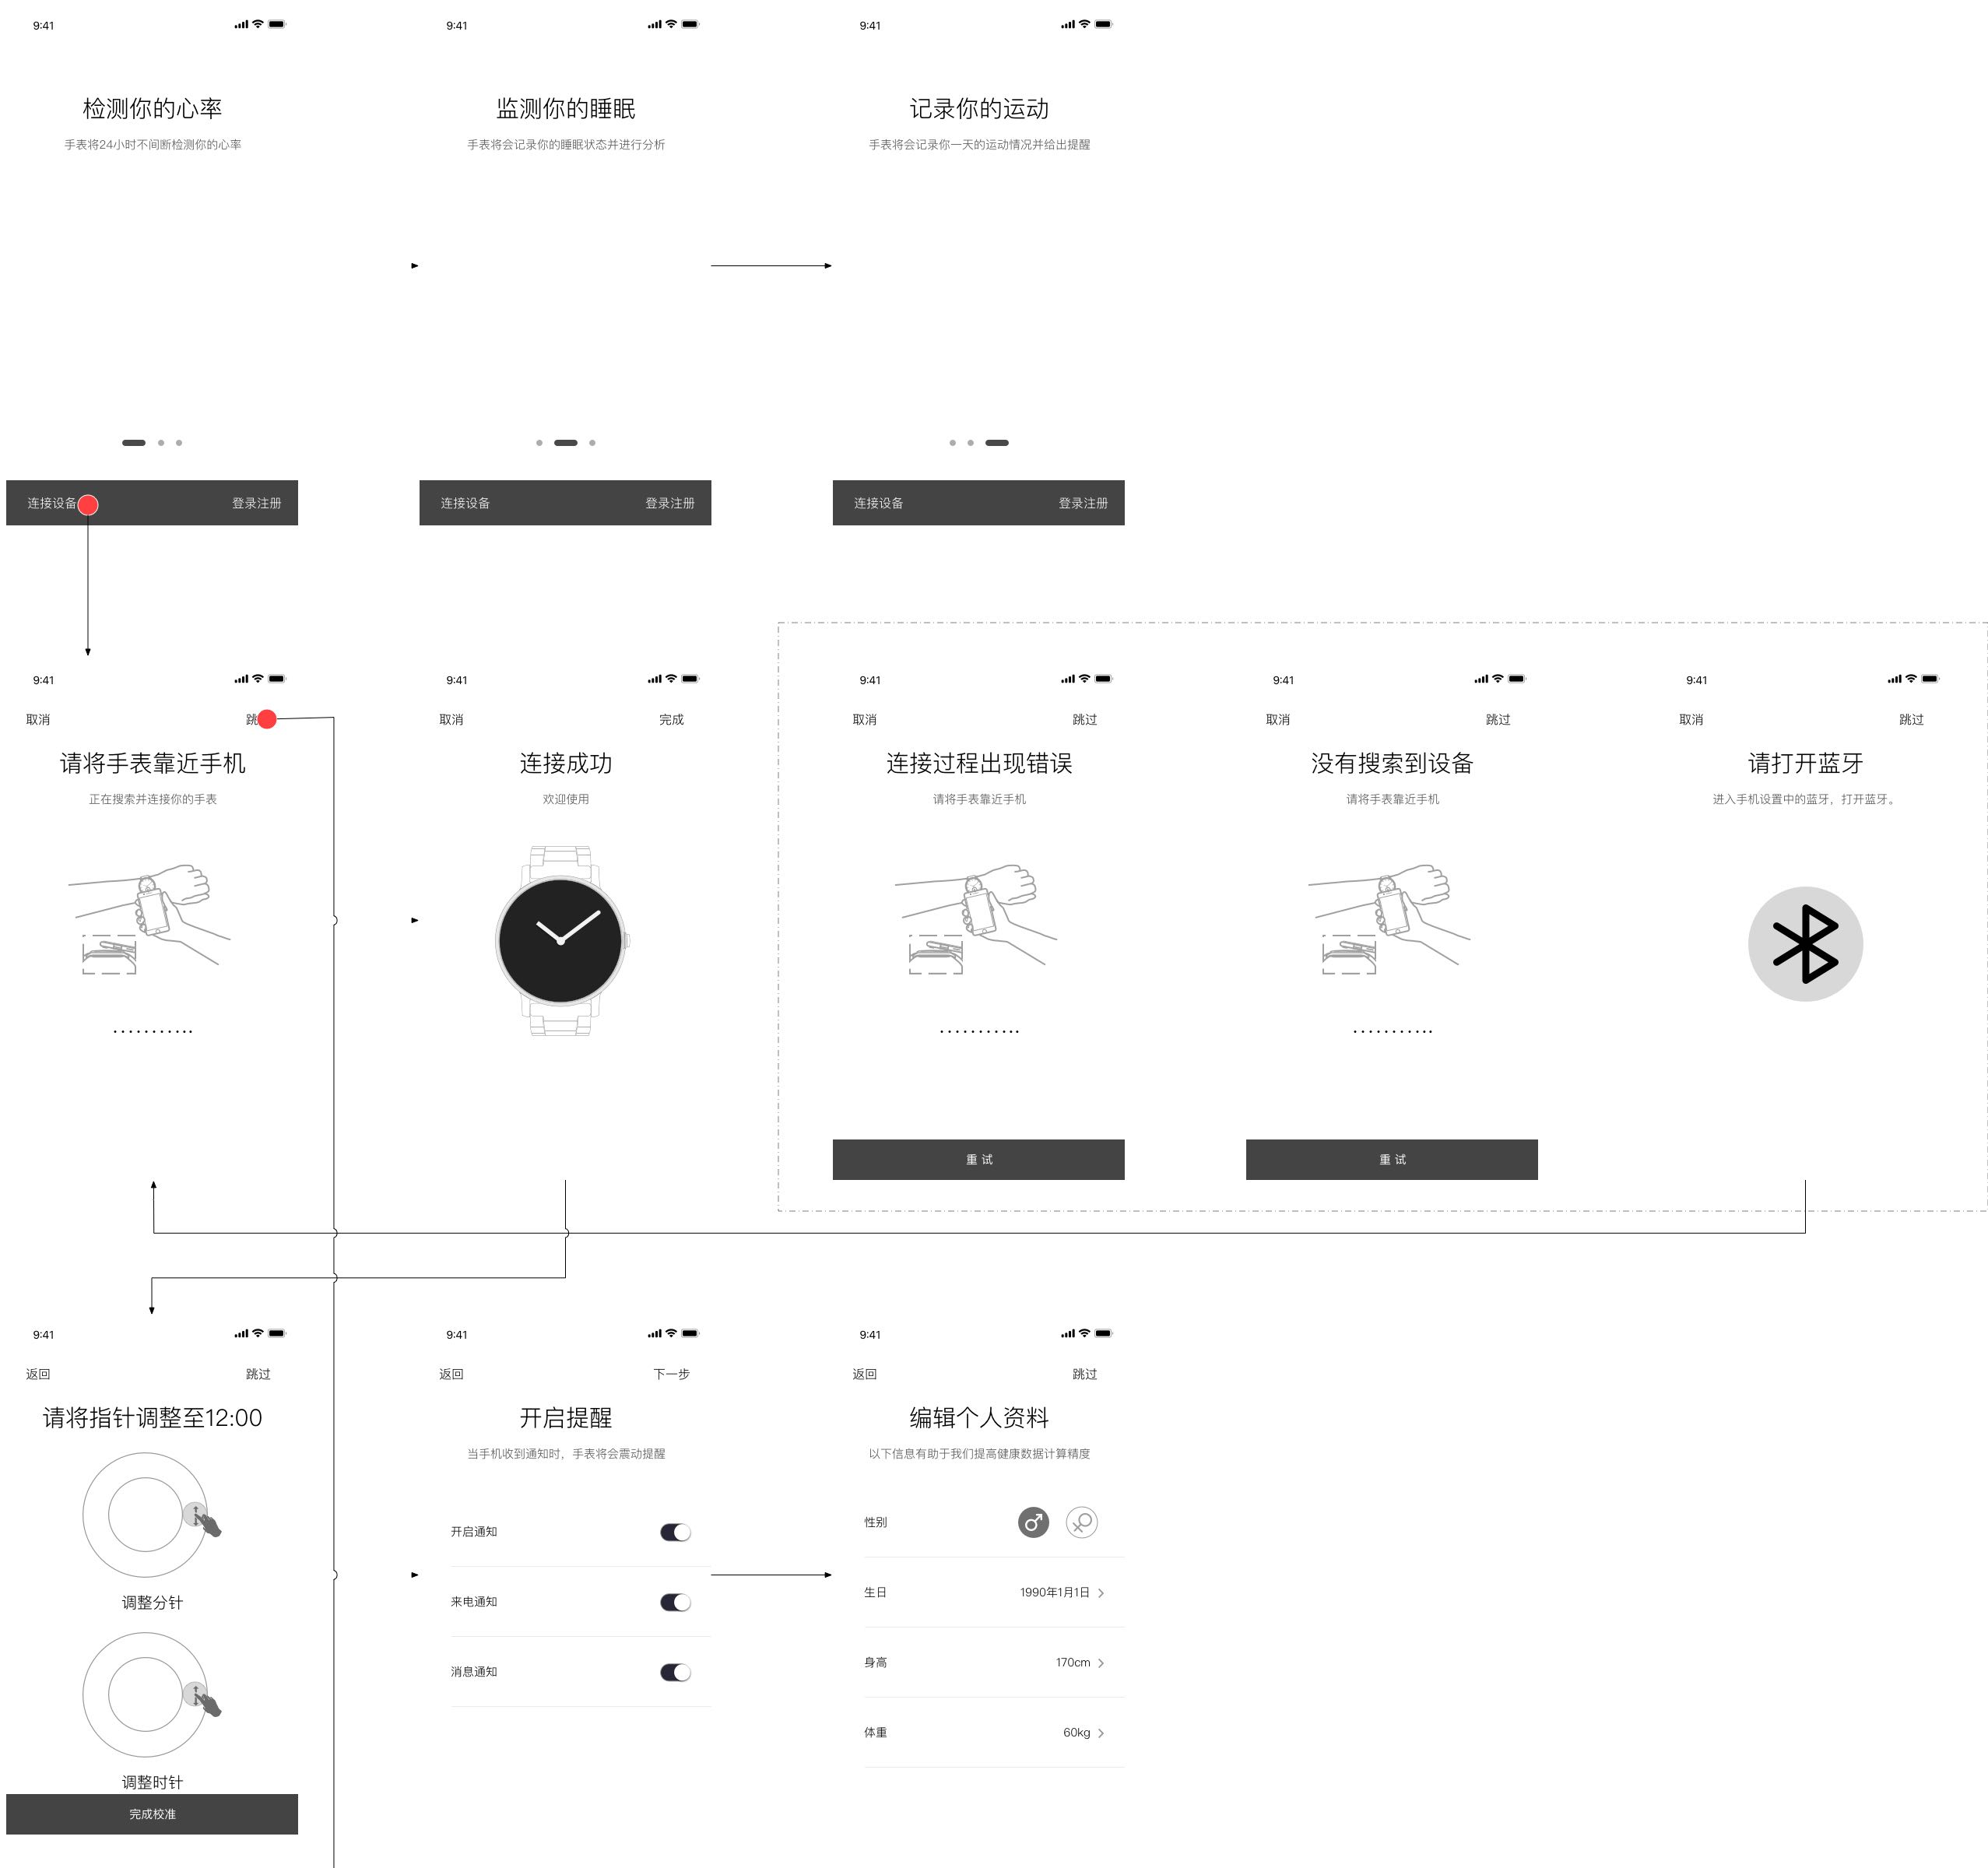 9:41
检测你的心率
手表将24小时不间断检测你的心率
连接设备
登录注册
9:41
监测你的睡眠
手表将会记录你的睡眠状态并进行分析
连接设备
登录注册
9:41
记录你的运动
手表将会记录你一天的运动情况并给出提醒
连接设备
登录注册
9:41
取消
跳
请将手表靠近手机
正在搜索并连接你的手表
9:41
取消
完成
连接成功
欢迎使用
9:41
取消
跳过
连接过程出现错误
请将手表靠近手机
重 试
9:41
取消
跳过
没有搜索到设备
请将手表靠近手机
重 试
9:41
取消
跳过
请打开蓝牙
进入手机设置中的蓝牙，打开蓝牙。
9:41
返回
跳过
请将指针调整至12:00
调整分针
调整时针
完成校准
9:41
返回
下一步
开启提醒
当手机收到通知时，手表将会震动提醒
开启通知
来电通知
消息通知
9:41
返回
跳过
编辑个人资料
以下信息有助于我们提高健康数据计算精度
性别
生日
1990年1月1日
身高
170cm
体重
60kg